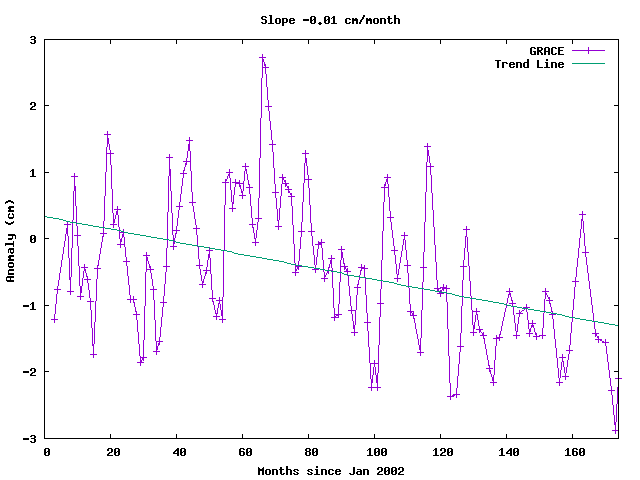 Slope -0.01 cm/month
GRACE
Trend Line
3
2
1
0
-1
-2
-3
Anomaly (cm)
0 20 40 60 80 100 120 140 160
Months since Jan 2002